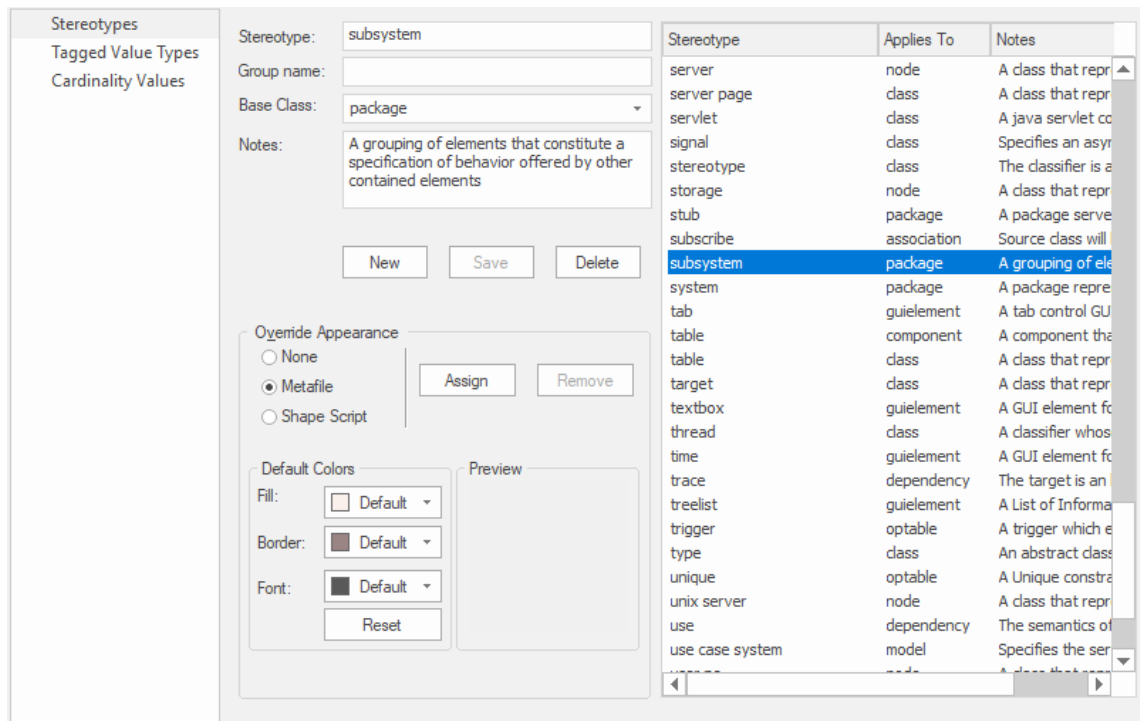 Stereotypes
Tagged Value Types
Cardinality Values
Stereotype: subsystem
Group name:
Base Class: package
Notes: A grouping of elements that constitute a
specification of behavior offered by other
contained elements
New Save Delete
Override Appearance
None
Metafile
Shape Script
Assign Remove
Default Colors
Fill: Default
Border: Default
Font: Default
Reset
Preview
Stereotype Applies To Notes
server node A class that repr
server page class A class that repr
servlet class A java servlet co
signal class Specifies an asyn
stereotype class The classifier is a
storage node A class that repr
stub package A package serve
subscribe association Source class will
subsystem package A grouping of ele
system package A package repre
tab guielement A tab control GU
table component A component tha
table class A class that repr
target class A class that repr
textbox guielement A GUI element fo
thread class A classifier whos
time guielement A GUI element fo
trace dependency The target is an
treelist guielement A List of Informa
trigger optable A trigger which e
type class An abstract class
unique optable A Unique constra
unix server node A class that repr
use dependency The semantics of
use case system model Specifies the ser